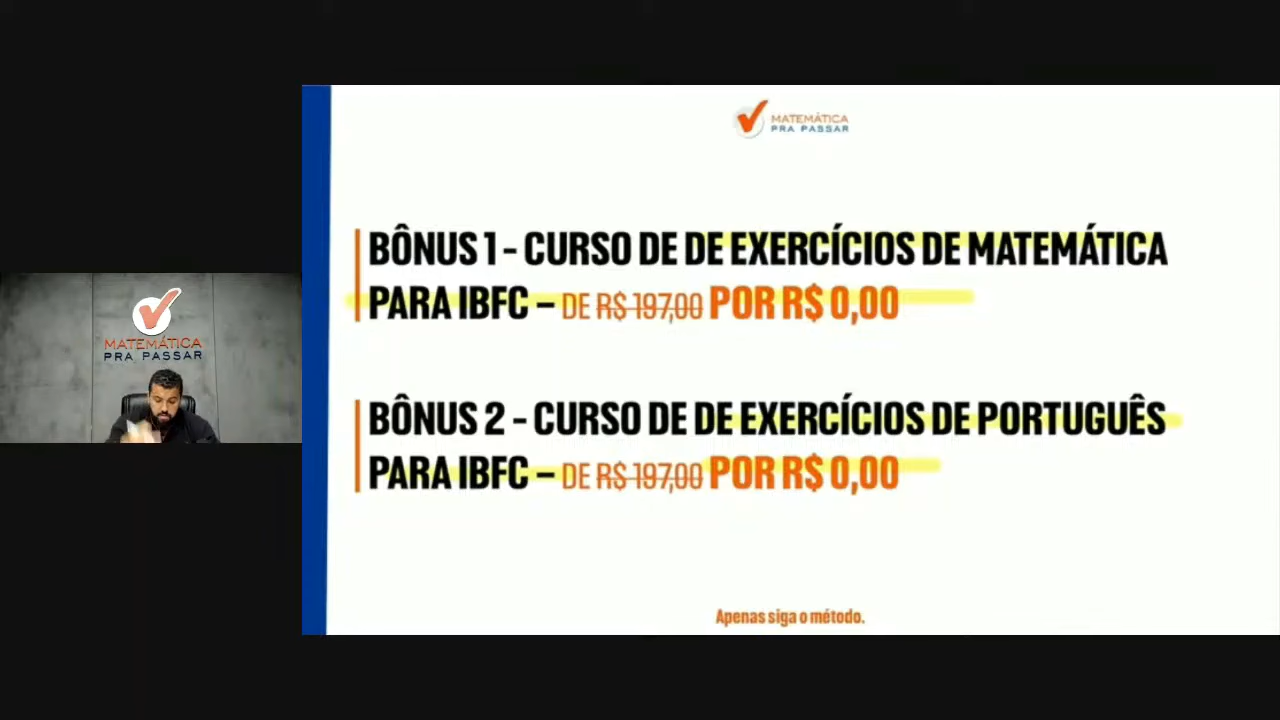 MATEMÁTICA
PRA PASSAR
MATEMÁTICA
PRA PASSAR
BÔNUS 1 - CURSO DE DE EXERCÍCIOS DE MATEMÁTICA
PARA IBFC – DE R$ 197,00 POR R$ 0,00
BÔNUS 2 - CURSO DE DE EXERCÍCIOS DE PORTUGUÊS
PARA IBFC – DE R$ 197,00 POR R$ 0,00
Apenas siga o método.